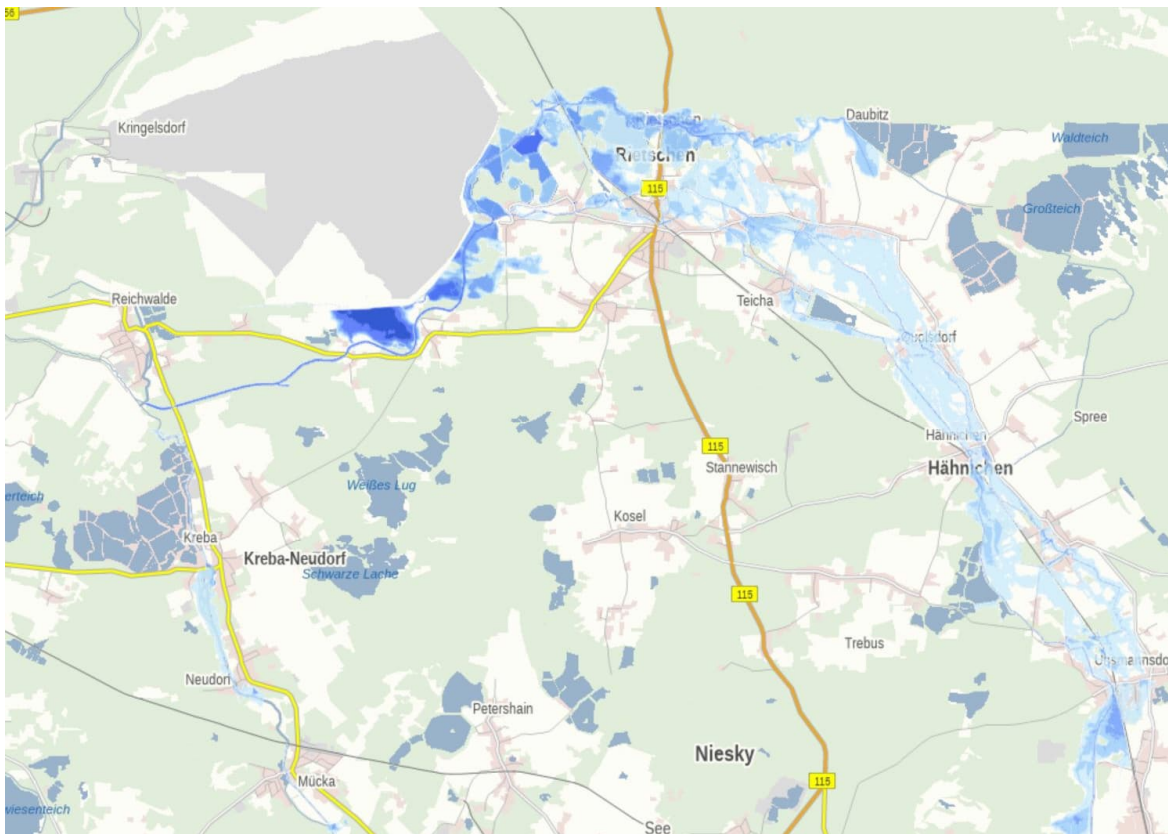 56
Daubitz
Kringelsdorf
Waldteich
Rietschen
115
Großteich
Reichwalde
Teicha
Spree
115
Hähnichen
Hähnichen
Stannewisch
Weißes Lug
Kosel
Kreba
Kreba-Neudorf
Schwarze Lache
115
Trebus
Neudorf
Petershain
Niesky
Mücka
115
See